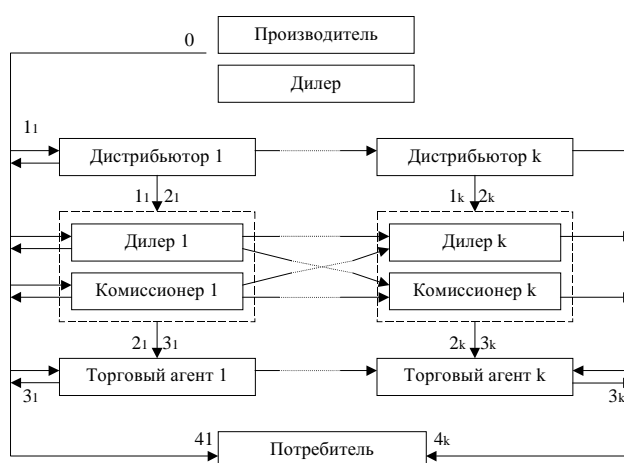 0
Производитель
Дилер
1₁
Дистрибьютор 1
Дистрибьютор k
1₁ 2₁
1ₖ 2ₖ
Дилер 1
Дилер k
Комиссионер 1
Комиссионер k
2₁ 3₁
2ₖ 3ₖ
Торговый агент 1
Торговый агент k
3₁
3ₖ
41
Потребитель
4ₖ